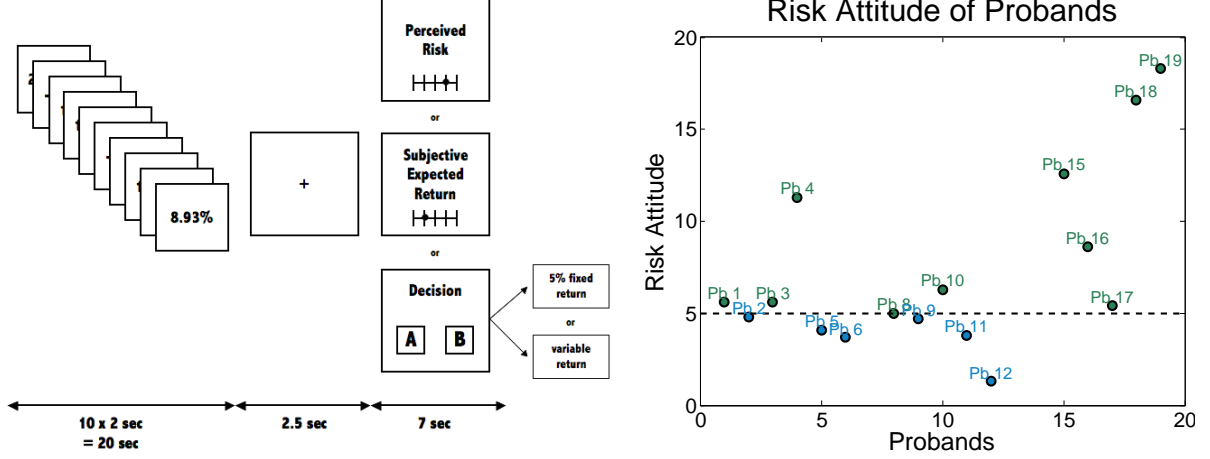 8.93%
+
Perceived
Risk
or
Subjective
Expected
Return
or
Decision
A B
5% fixed
return
or
variable
return
10 x 2 sec
= 20 sec
2.5 sec
7 sec
Risk Attitude of Probands
Risk Attitude
20
15
10
5
0
Pb 1
Pb 2
Pb 3
Pb 4
Pb 5
Pb 6
Pb 8
Pb 9
Pb 10
Pb 11
Pb 12
Pb 15
Pb 16
Pb 17
Pb 18
Pb 19
0 5 10 15 20
Probands